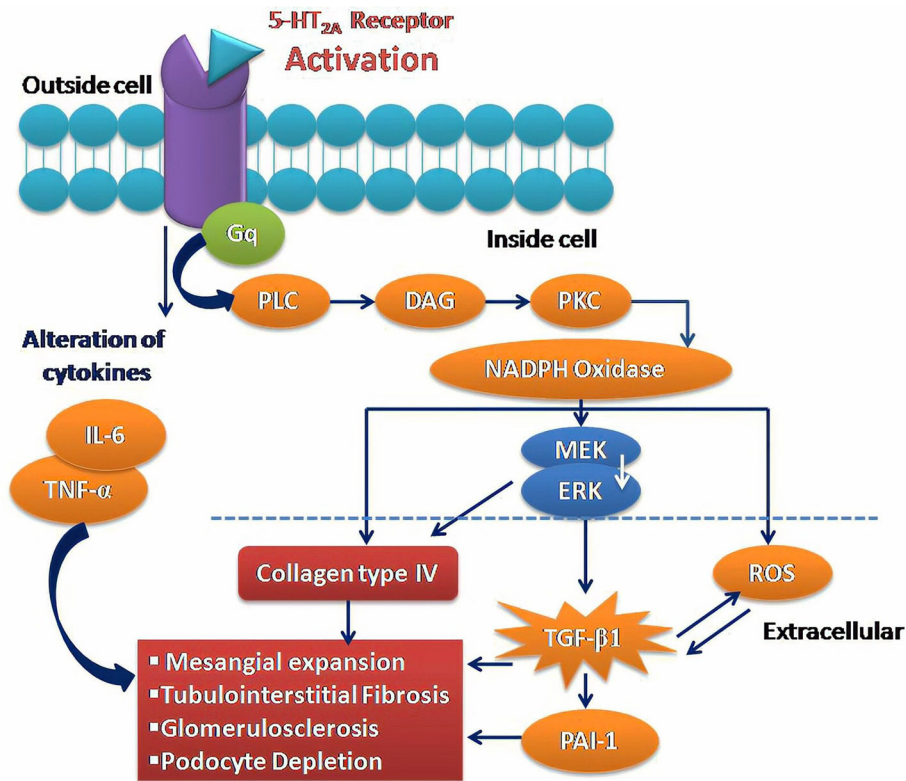 5-HT2A Receptor
Activation
Outside cell
Gq
Inside cell
PLC
DAG
PKC
Alteration of
cytokines
NADPH Oxidase
IL-6
TNF-α
MEK
ERK
Collagen type IV
ROS
TGF-β1
Extracellular
▪ Mesangial expansion
▪Tubulointerstitial Fibrosis
▪Glomerulosclerosis
▪Podocyte Depletion
PAI-1